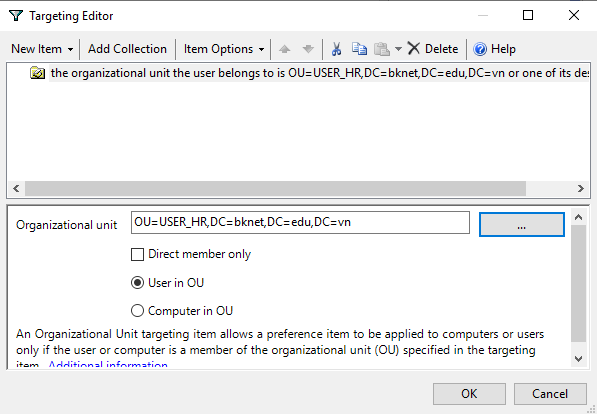 Targeting Editor
New Item Add Collection Item Options Delete Help
the organizational unit the user belongs to is OU=USER_HR,DC=bknet,DC=edu,DC=vn or one of its des
Organizational unit OU=USER_HR,DC=bknet,DC=edu,DC=vn ...
Direct member only
User in OU
Computer in OU
An Organizational Unit targeting item allows a preference item to be applied to computers or users
only if the user or computer is a member of the organizational unit (OU) specified in the targeting
item. Additional information
OK Cancel